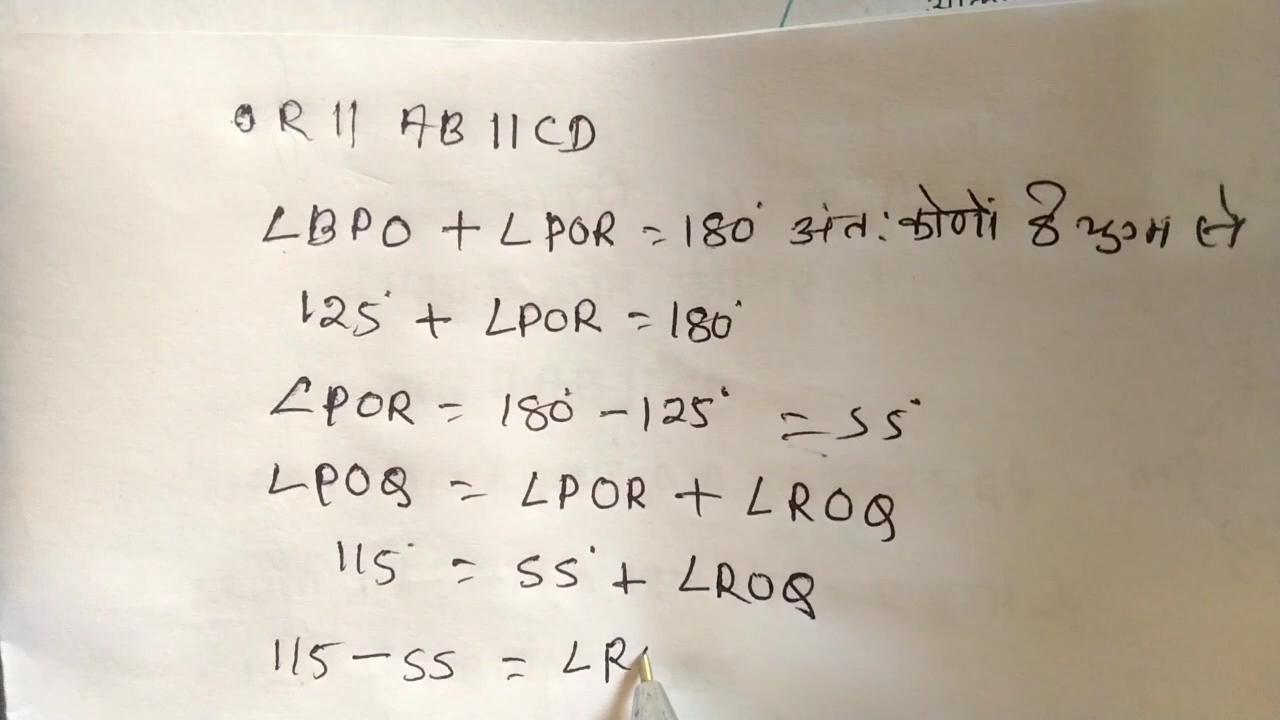 OR || AB || CD
∠BPO + ∠POR = 180° अंत:कोणों के युग्म से
125° + ∠POR = 180°
∠POR = 180° - 125° = 55°
∠POQ = ∠POR + ∠ROQ
115° = 55° + ∠ROQ
115 - 55 = ∠R